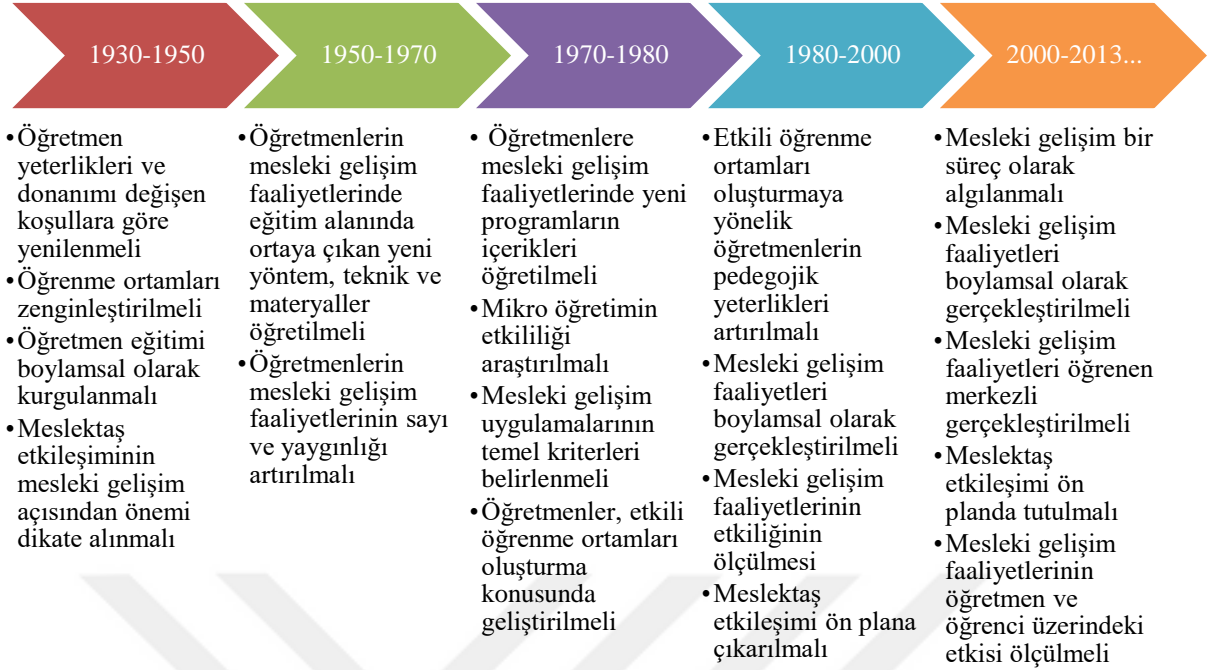 1930-1950
•Öğretmen
yeterlikleri ve
donanımı değişen
koşullara göre
yenilenmeli
•Öğrenme ortamları
zenginleştirilmeli
•Öğretmen eğitimi
boylamsal olarak
kurgulanmalı
•Meslektaş
etkileşiminin
mesleki gelişim
açısından önemi
dikate alınmalı
1950-1970
•Öğretmenlerin
mesleki gelişim
faaliyetlerinde
eğitim alanında
ortaya çıkan yeni
yöntem, teknik ve
materyaller
öğretilmeli
•Öğretmenlerin
mesleki gelişim
faaliyetlerinin sayı
ve yaygınlığı
artırılmalı
1970-1980
• Öğretmenlere
mesleki gelişim
faaliyetlerinde yeni
programların
içerikleri
öğretilmeli
•Mikro öğretimin
etkililiği
araştırılmalı
•Mesleki gelişim
uygulamalarının
temel kriterleri
belirlenmeli
•Öğretmenler, etkili
öğrenme ortamları
oluşturma
konusunda
geliştirilmeli
1980-2000
•Etkili öğrenme
ortamları
oluşturmaya
yönelik
öğretmenlerin
pedegojik
yeterlikleri
artırılmalı
•Mesleki gelişim
faaliyetleri
boylamsal olarak
gerçekleştirilmeli
•Mesleki gelişim
faaliyetlerinin
etkiliğinin
ölçülmesi
•Meslektaş
etkileşimi ön plana
çıkarılmalı
2000-2013...
•Mesleki gelişim bir
süreç olarak
algılanmalı
•Mesleki gelişim
faaliyetleri
boylamsal olarak
gerçekleştirilmeli
•Mesleki gelişim
faaliyetleri öğrenen
merkezli
gerçekleştirilmeli
•Meslektaş
etkileşimi ön
planda tutulmalı
•Mesleki gelişim
faaliyetlerinin
öğretmen ve
öğrenci üzerindeki
etkisi ölçülmeli